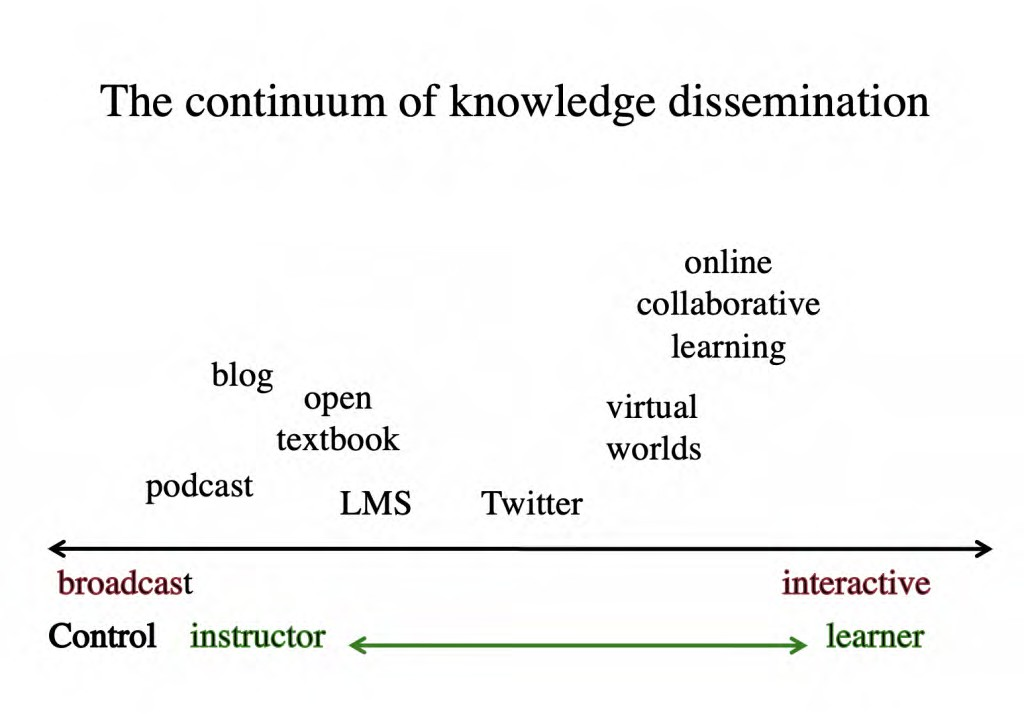 The continuum of knowledge dissemination
online
collaborative
learning
blog
open
textbook
virtual
worlds
podcast
LMS
Twitter
broadcast
interactive
Control instructor learner